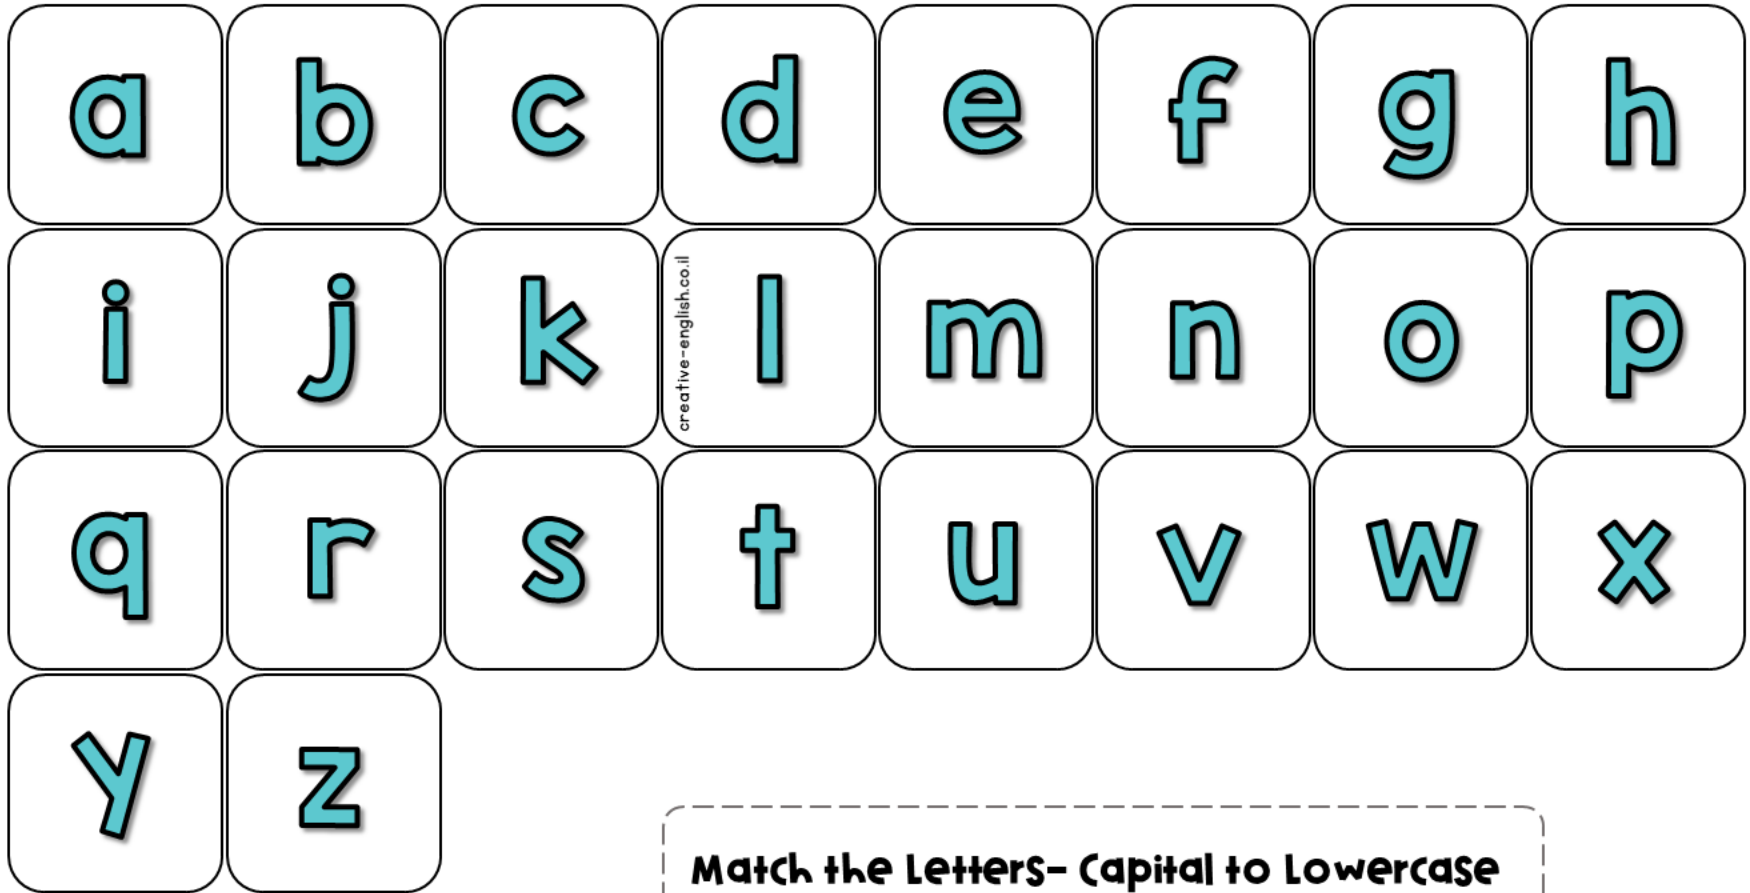 a b c d e f g h
i j k l m n o p
creative-english.co.il
q r s t u v w x
y z
Match the Letters- Capital to Lowercase